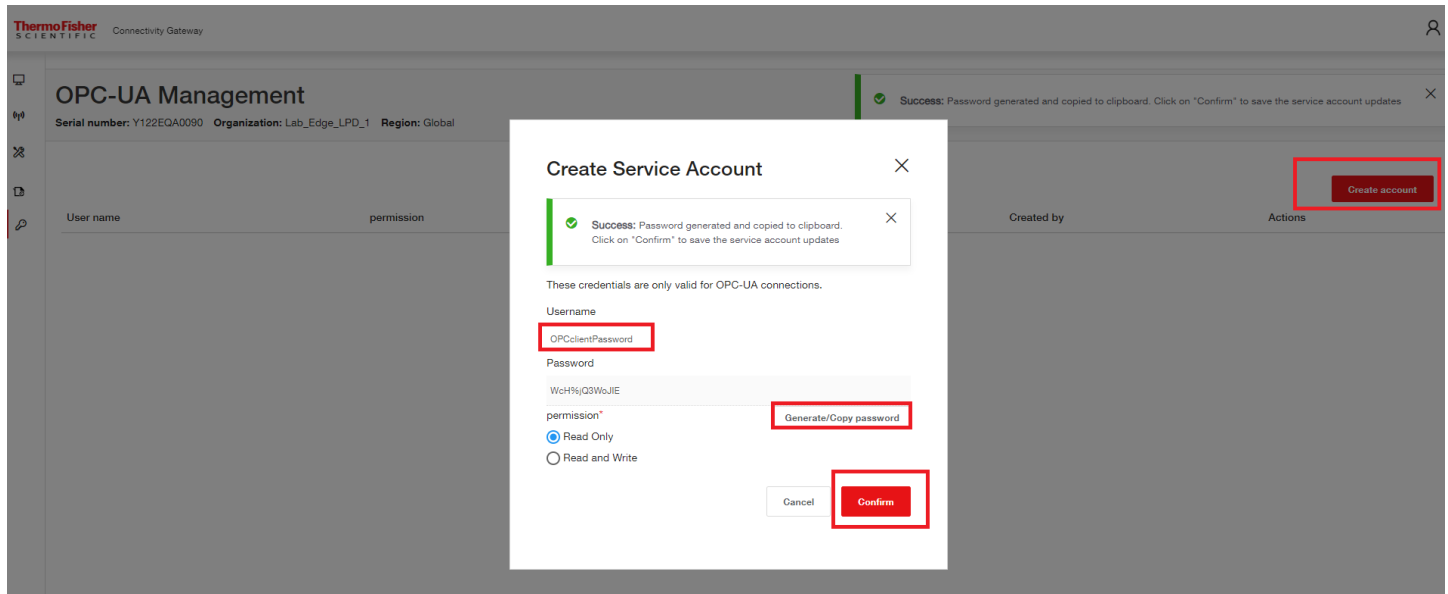 ThermoFisher
SCIENTIFIC
Connectivity Gateway
OPC-UA Management
Serial number: Y122EQA0090 Organization: Lab_Edge_LPD_1 Region: Global
Success: Password generated and copied to clipboard. Click on "Confirm" to save the service account updates
Create account
User name permission Created by Actions
Create Service Account
Success: Password generated and copied to clipboard.
Click on "Confirm" to save the service account updates
These credentials are only valid for OPC-UA connections.
Username
OPCclientPassword
Password
WcH%jQ3WoJIE
permission*
Generate/Copy password
Read Only
Read and Write
Cancel
Confirm